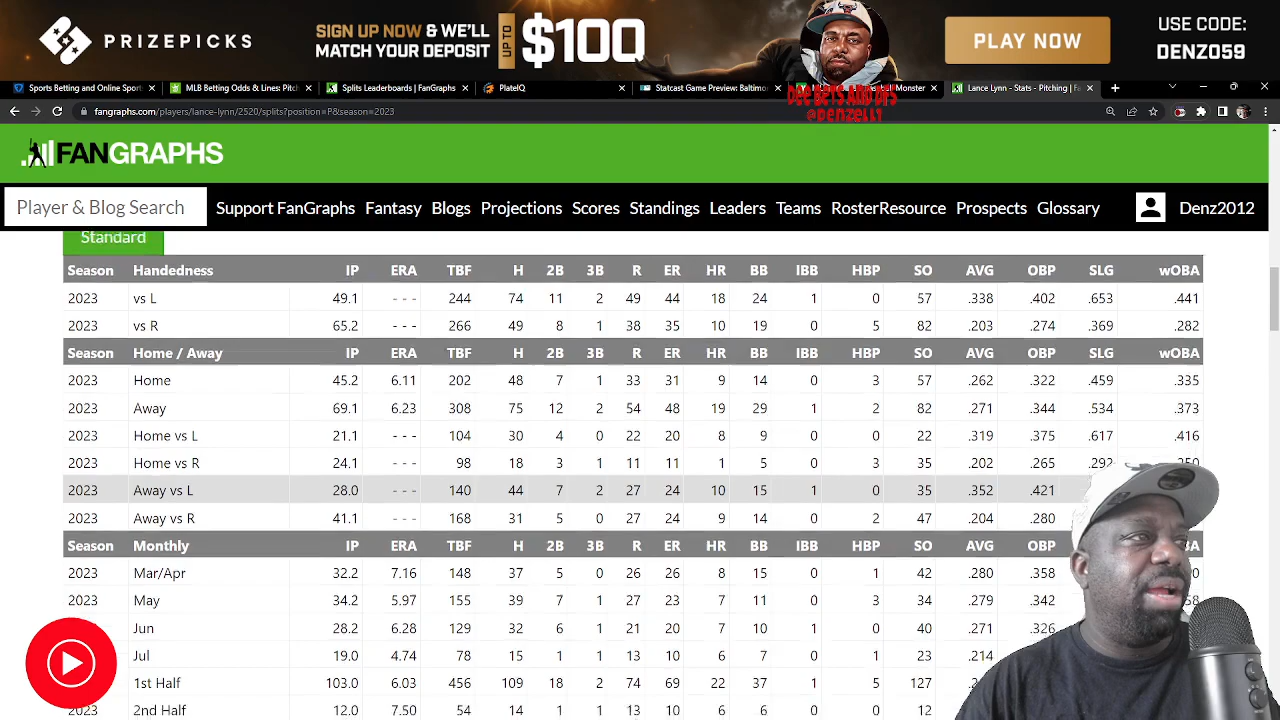 PRIZEPICKS
SIGN UP NOW & WE'LL
MATCH YOUR DEPOSIT
UP TO
$100
PLAY NOW
USE CODE:
DENZ059
DEE BETS AND DFS
@DENZELL1
Sports Betting and Online Sport
MLB Betting Odds & Lines: Pitch
Splits Leaderboards | FanGraphs
PlateIQ
Statcast Game Preview: Baltimo
Baseball Monster
Lance Lynn - Stats - Pitching | Fa
fangraphs.com/players/lance-lynn/2520/splits?position=P&season=2023
FANGRAPHS
Player & Blog Search Support FanGraphs Fantasy Blogs Projections Scores Standings Leaders Teams RosterResource Prospects Glossary Denz2012
Standard
Season Handedness IP ERA TBF H 2B 3B R ER HR BB IBB HBP SO AVG OBP SLG wOBA
2023 vs L 49.1 - - - 244 74 11 2 49 44 18 24 1 0 57 .338 .402 .653 .441
2023 vs R 65.2 - - - 266 49 8 1 38 35 10 19 0 5 82 .203 .274 .369 .282
Season Home / Away IP ERA TBF H 2B 3B R ER HR BB IBB HBP SO AVG OBP SLG wOBA
2023 Home 45.2 6.11 202 48 7 1 33 31 9 14 0 3 57 .262 .322 .459 .335
2023 Away 69.1 6.23 308 75 12 2 54 48 19 29 1 2 82 .271 .344 .534 .373
2023 Home vs L 21.1 - - - 104 30 4 0 22 20 8 9 0 0 22 .319 .375 .617 .416
2023 Home vs R 24.1 - - - 98 18 3 1 11 11 1 5 0 3 35 .202 .265 .292
2023 Away vs L 28.0 - - - 140 44 7 2 27 24 10 15 1 0 35 .352 .421
2023 Away vs R 41.1 - - - 168 31 5 0 27 24 9 14 0 2 47 .204 .280
Season Monthly IP ERA TBF H 2B 3B R ER HR BB IBB HBP SO AVG OBP
2023 Mar/Apr 32.2 7.16 148 37 5 0 26 26 8 15 0 1 42 .280 .358
2023 May 34.2 5.97 155 39 7 1 27 23 7 11 0 3 34 .279 .342
2023 Jun 28.2 6.28 129 32 6 1 21 20 7 10 1 0 40 .271 .326
2023 Jul 19.0 4.74 78 15 1 1 13 10 6 7 0 1 23 .214
2023 1st Half 103.0 6.03 456 109 18 2 74 69 22 37 1 5 127
2023 2nd Half 12.0 7.50 54 14 1 1 13 10 6 6 0 0 12